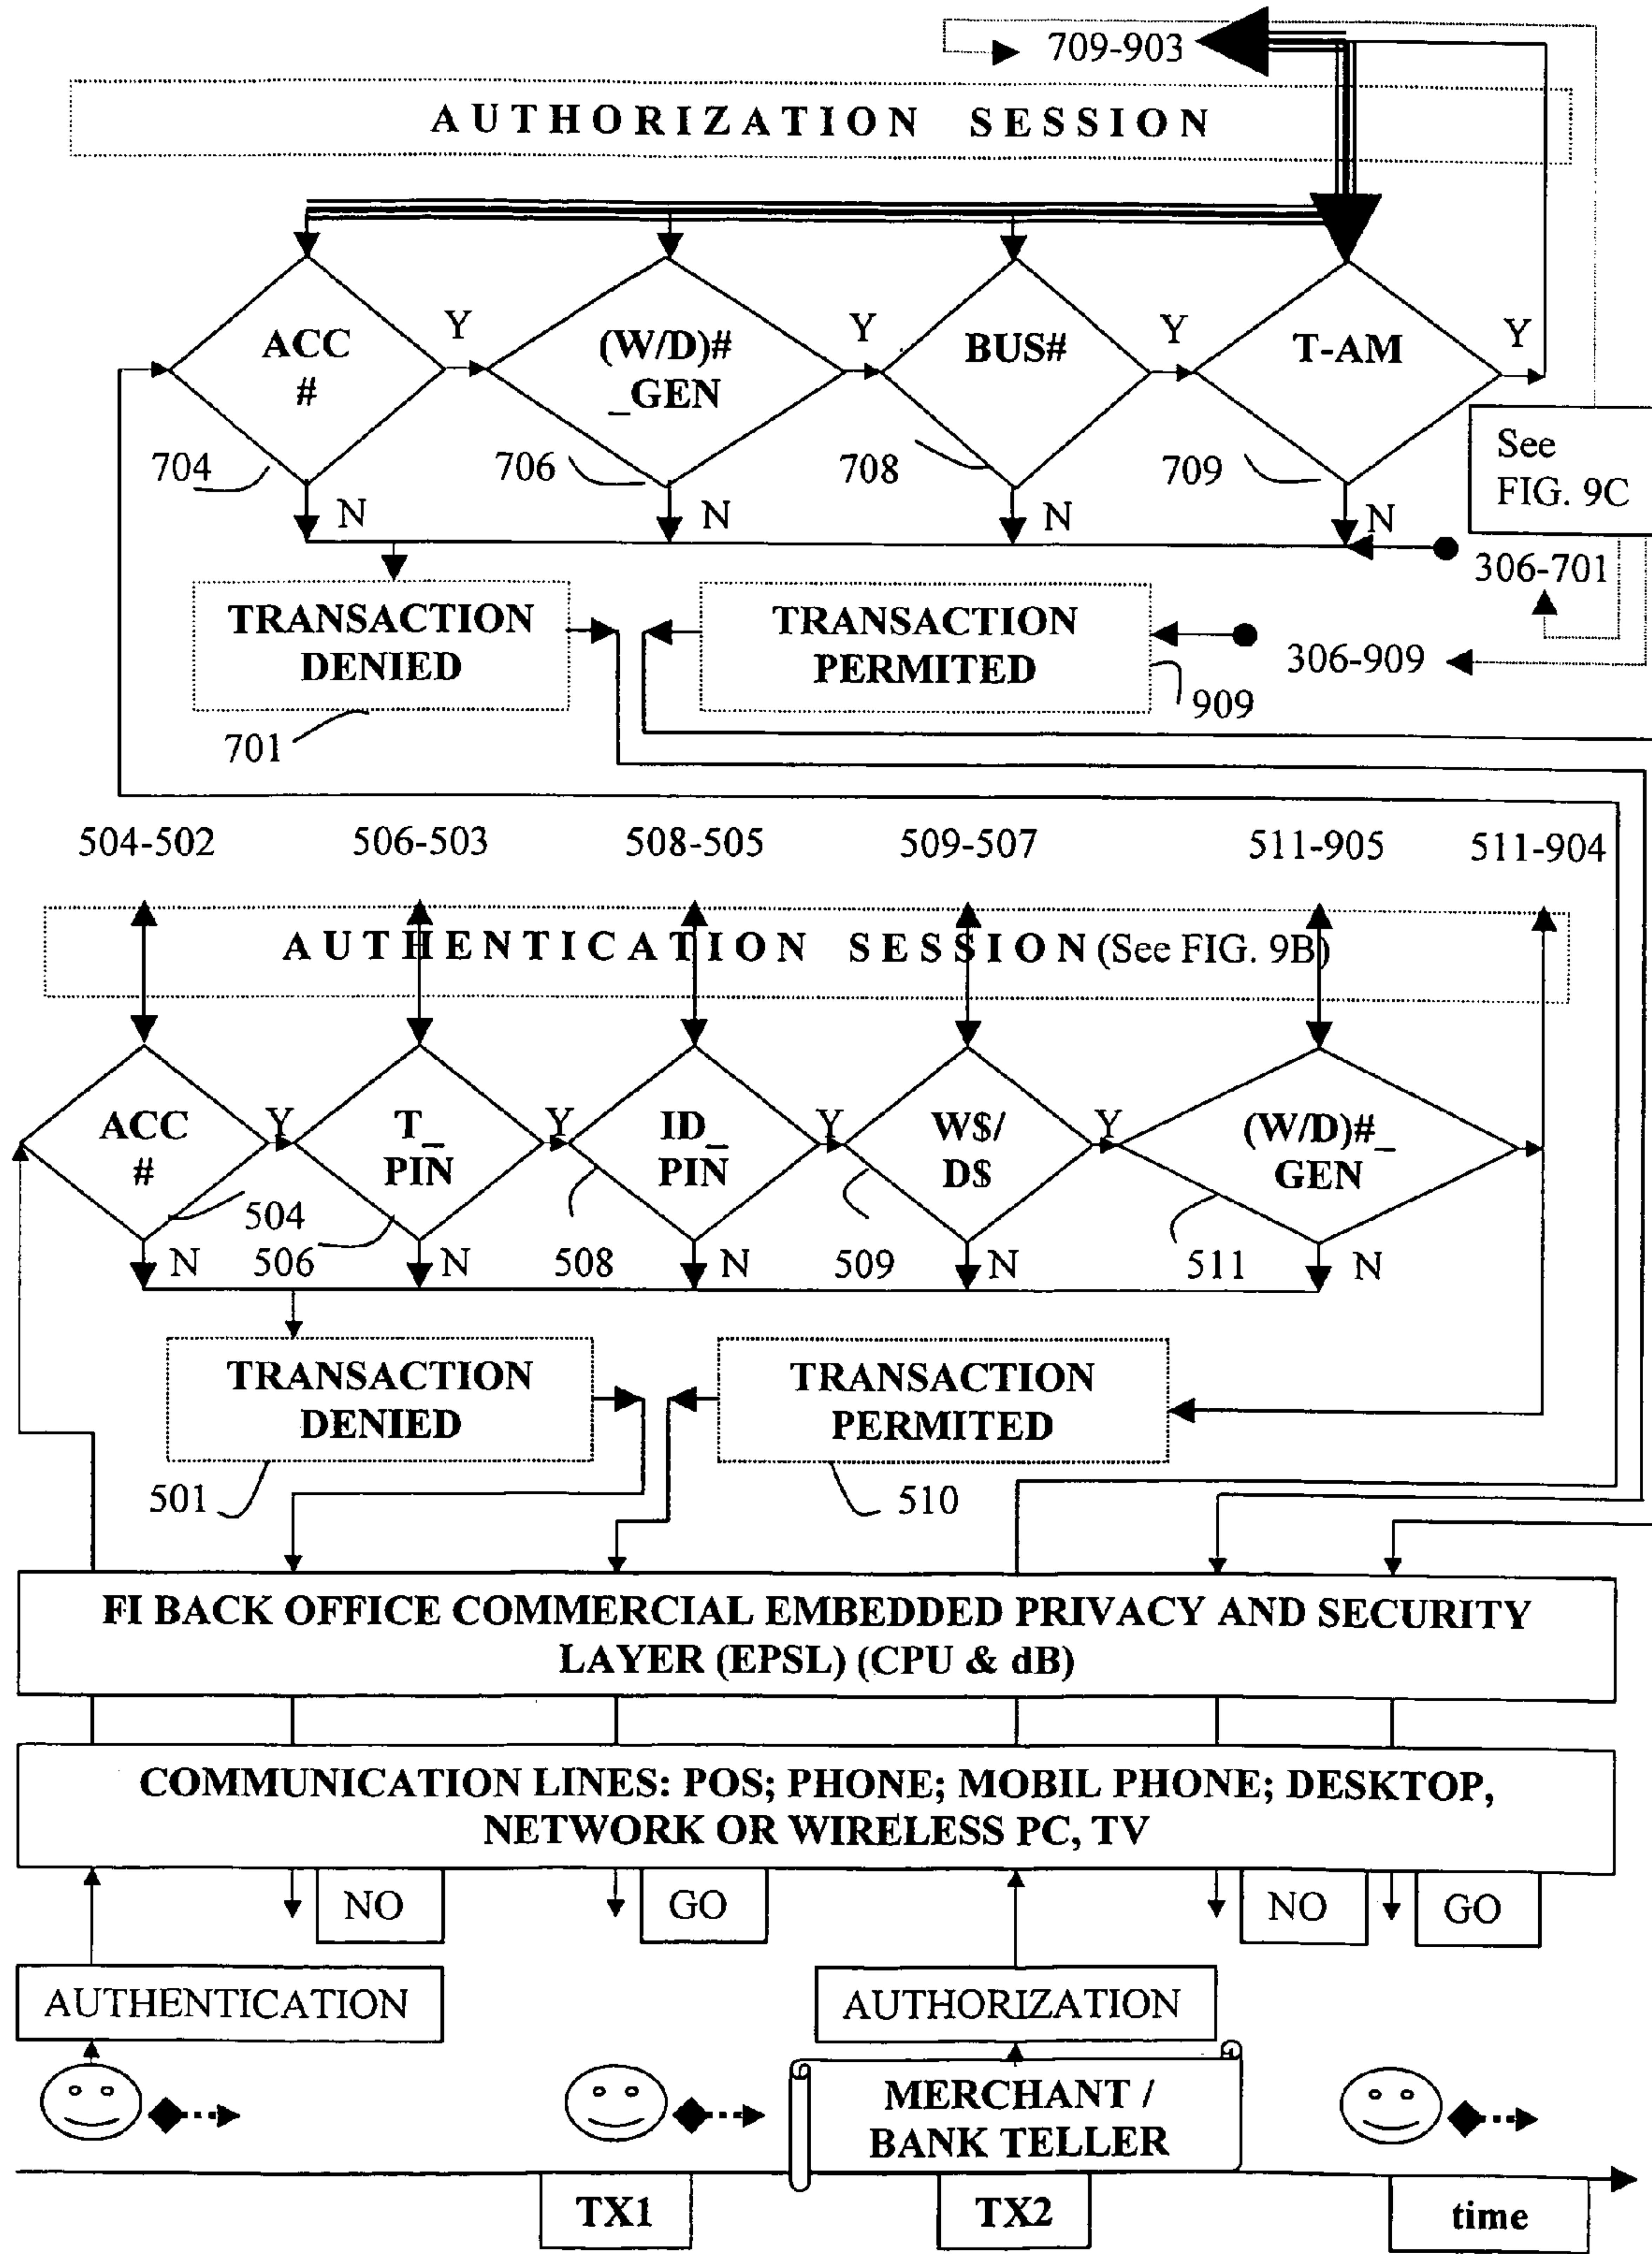 709-903
AUTHORIZATION SESSION
ACC
#
Y
(W/D)#
_GEN
Y
BUS#
Y
T-AM
Y
704
706
708
709
See
FIG. 9C
N
N
N
N
306-701
TRANSACTION
DENIED
TRANSACTION
PERMITED
306-909
909
701
504-502
506-503
508-505
509-507
511-905
511-904
AUTHENTICATION SESSION (See FIG. 9B)
ACC
#
Y
T_
PIN
Y
ID_
PIN
Y
W$/
D$
Y
(W/D)#_
GEN
504
N
506
N
508
N
509
N
511
N
TRANSACTION
DENIED
TRANSACTION
PERMITED
501
510
FI BACK OFFICE COMMERCIAL EMBEDDED PRIVACY AND SECURITY
LAYER (EPSL) (CPU & dB)
COMMUNICATION LINES: POS; PHONE; MOBIL PHONE; DESKTOP,
NETWORK OR WIRELESS PC, TV
NO
GO
NO
GO
AUTHENTICATION
AUTHORIZATION
MERCHANT /
BANK TELLER
TX1
TX2
time